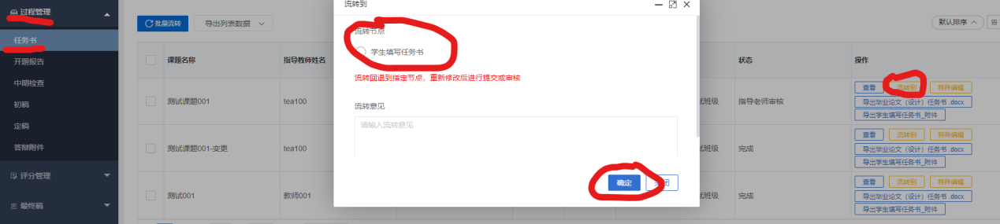 过程管理
任务书
开题报告
中期检查
初稿
定稿
答辩附件
评分管理
最终稿
批量流转
导出列表数据
默认排序
课题名称
指导教师姓名
状态
操作
测试课题001
tea100
试班级
指导老师审核
查看
流转到
特殊编辑
导出毕业论文（设计）任务书 .docx
导出学生填写任务书_附件
测试课题001-变更
tea100
试班级
完成
查看
流转到
特殊编辑
导出毕业论文（设计）任务书 .docx
导出学生填写任务书_附件
测试001
教师001
试班级
完成
查看
流转到
特殊编辑
导出毕业论文（设计）任务书 .docx
导出学生填写任务书_附件
流转到
流转节点
学生填写任务书
流转回退到指定节点，重新修改后进行提交或审核
流转意见
请输入流转意见
确定
关闭